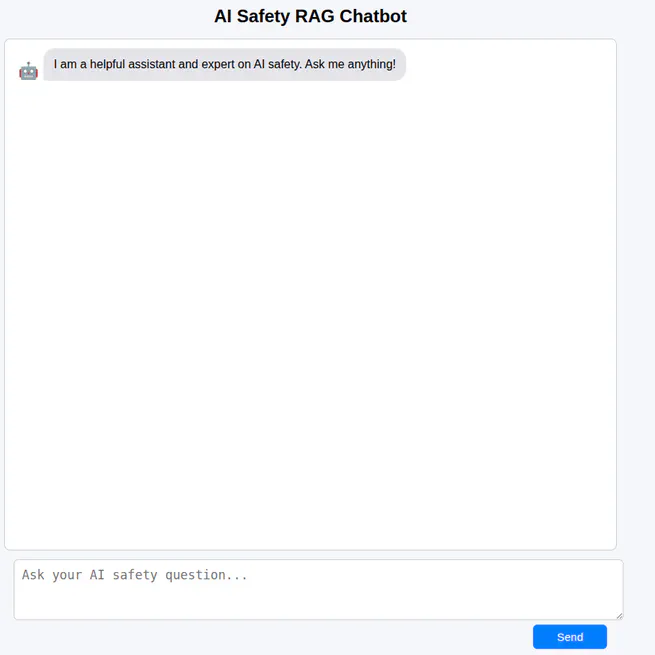 AI Safety RAG Chatbot
I am a helpful assistant and expert on AI safety. Ask me anything!
Ask your AI safety question...
Send